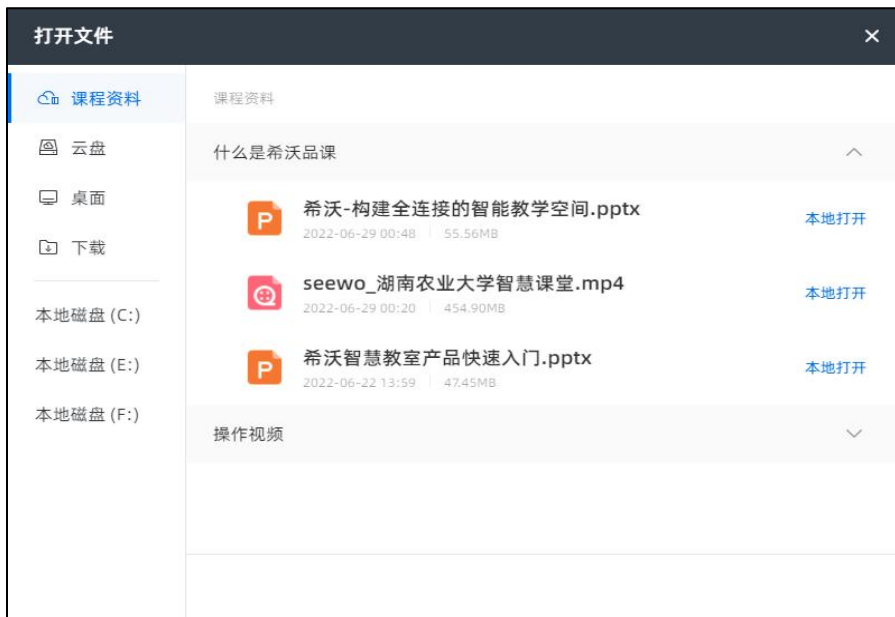 打开文件
课程资料
云盘
桌面
下载
本地磁盘 (C:)
本地磁盘 (E:)
本地磁盘 (F:)
课程资料
什么是希沃品课
希沃-构建全连接的智能教学空间.pptx
2022-06-29 00:48 55.56MB
本地打开
seewo_湖南农业大学智慧课堂.mp4
2022-06-29 00:20 454.90MB
本地打开
希沃智慧教室产品快速入门.pptx
2022-06-22 13:59 47.45MB
本地打开
操作视频